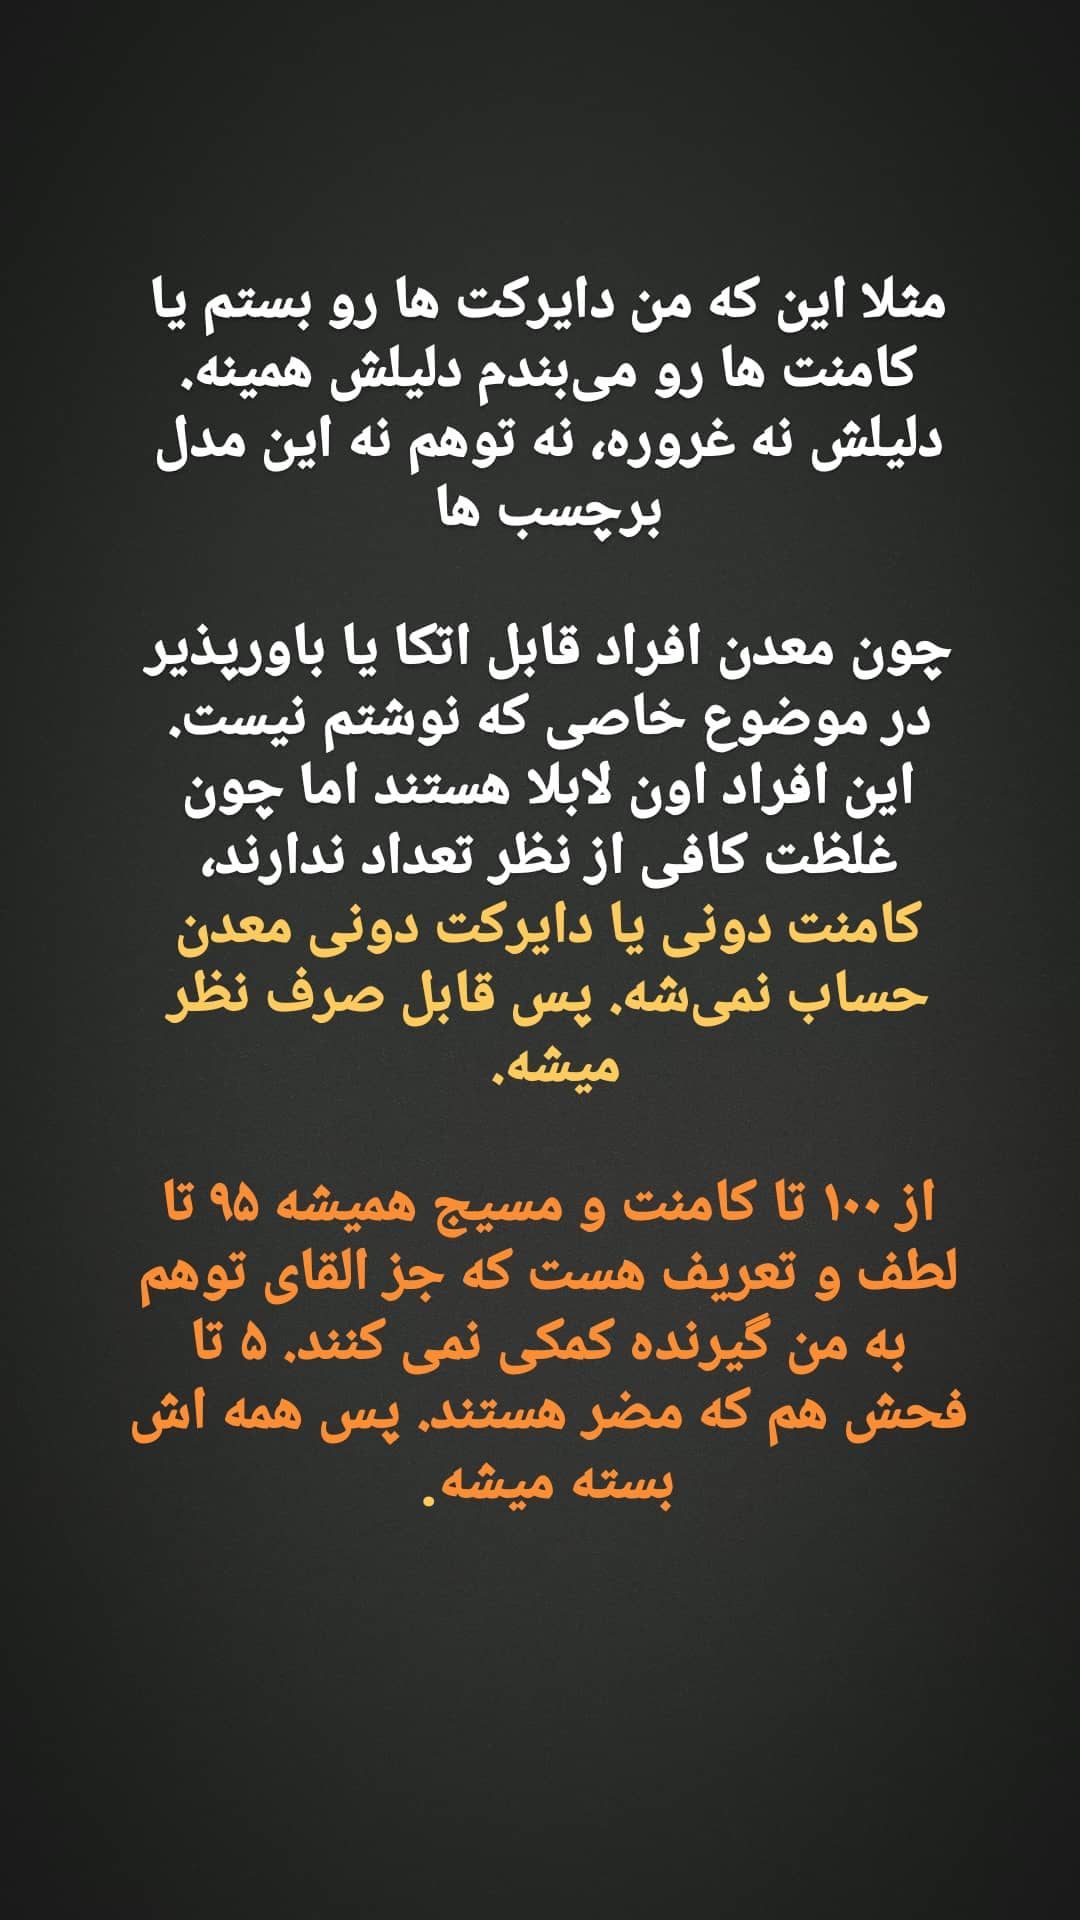 مثلا این که من دایرکت ها رو بستم یا
کامنت ها رو می‌بندم دلیلش همینه.
دلیلش نه غروره، نه توهم نه این مدل
برچسب ها
چون معدن افراد قابل اتکا یا باورپذیر
در موضوع خاصی که نوشتم نیست.
این افراد اون لابلا هستند اما چون
غلظت کافی از نظر تعداد ندارند،
کامنت دونی یا دایرکت دونی معدن
حساب نمی‌شه. پس قابل صرف نظر
میشه.
از ۱۰۰ تا کامنت و مسیج همیشه ۹۵ تا
لطف و تعریف هست که جز القای توهم
به من گیرنده کمکی نمی کنند. ۵ تا
فحش هم که مضر هستند. پس همه اش
بسته میشه.